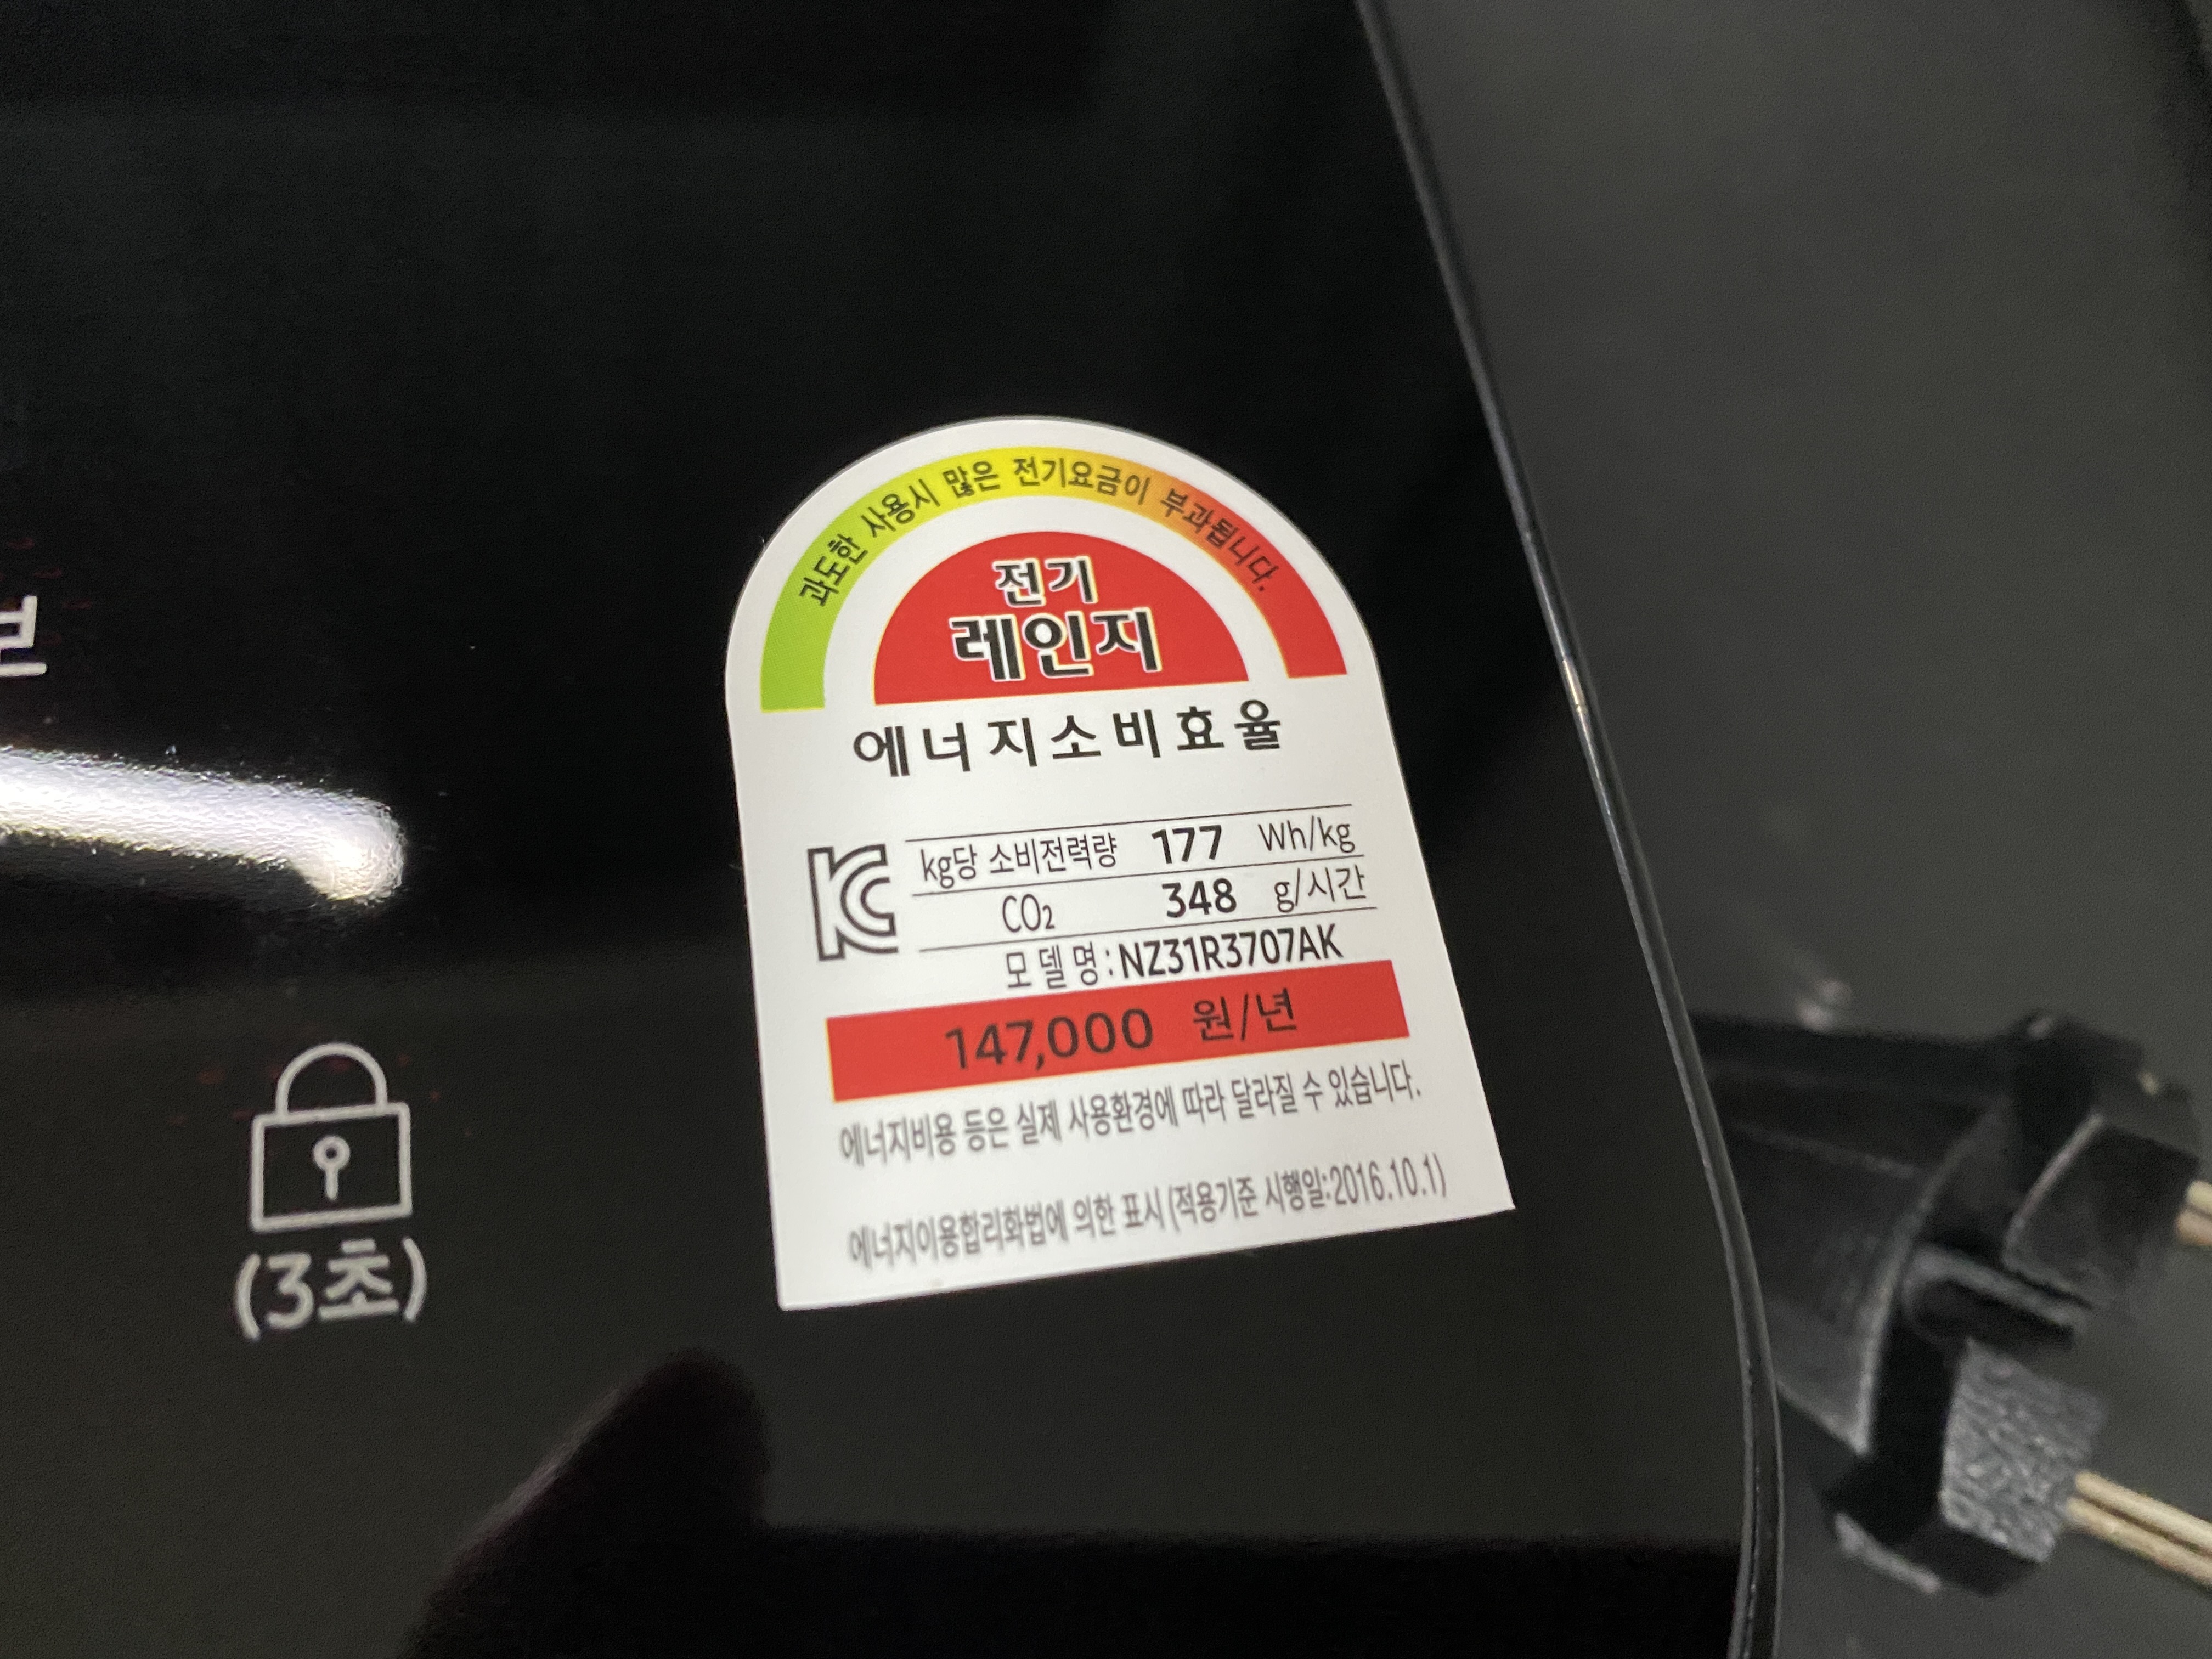 과도한 사용시 많은 전기요금이 부과됩니다.
전기
레인지
에너지소비효율
kg당 소비전력량 177 Wh/kg
CO₂ 348 g/시간
모델명:NZ31R3707AK
147,000 원/년
에너지비용 등은 실제 사용환경에 따라 달라질 수 있습니다.
에너지이용합리화법에 의한 표시 (적용기준 시행일:2016.10.1)
(3초)